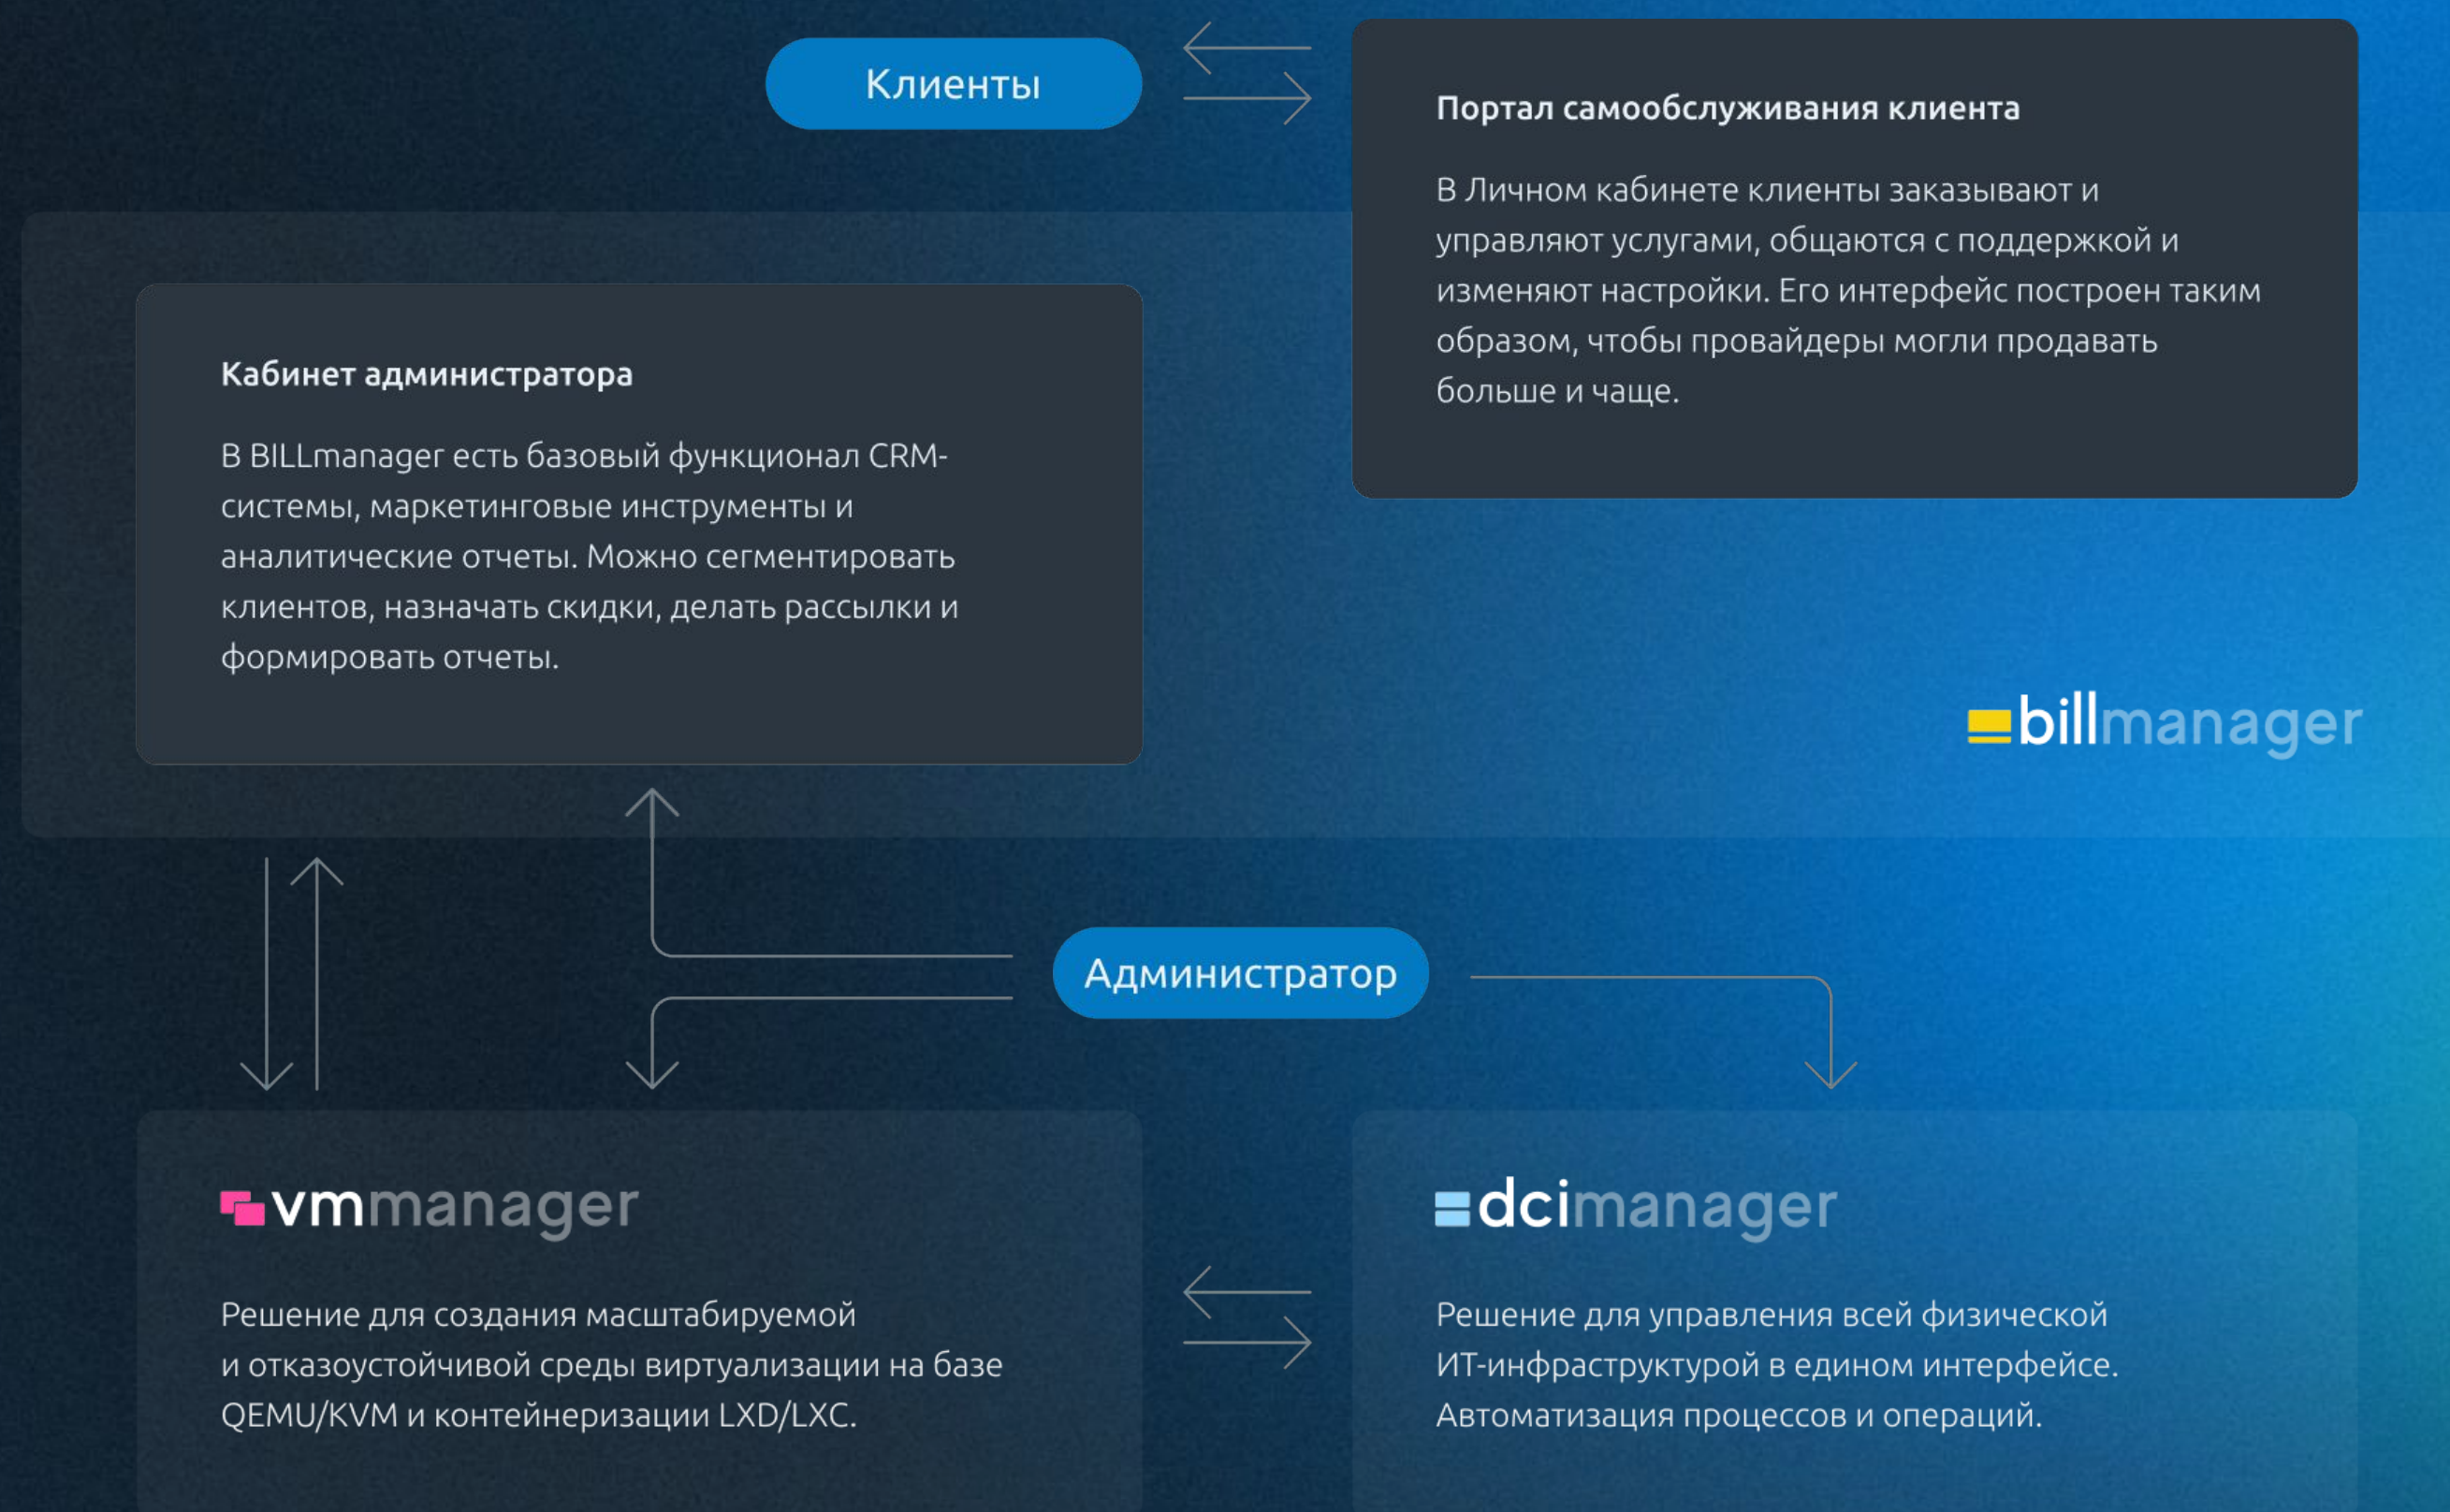 Клиенты
Портал самообслуживания клиента
В Личном кабинете клиенты заказывают и
управляют услугами, общаются с поддержкой и
изменяют настройки. Его интерфейс построен таким
образом, чтобы провайдеры могли продавать
больше и чаще.
Кабинет администратора
В BILLmanager есть базовый функционал CRM-
системы, маркетинговые инструменты и
аналитические отчеты. Можно сегментировать
клиентов, назначать скидки, делать рассылки и
формировать отчеты.
billmanager
Администратор
vmmanager
Решение для создания масштабируемой
и отказоустойчивой среды виртуализации на базе
QEMU/KVM и контейнеризации LXD/LXC.
dcimanager
Решение для управления всей физической
ИТ-инфраструктурой в едином интерфейсе.
Автоматизация процессов и операций.